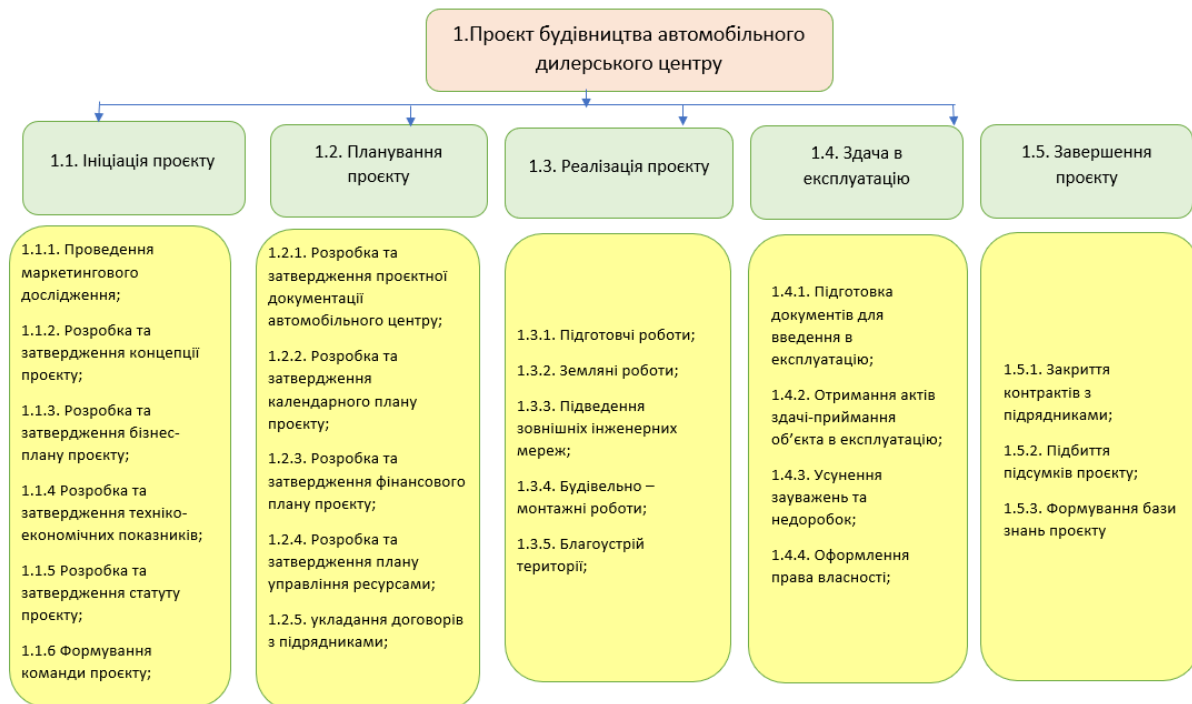 1.Проєкт будівництва автомобільного
дилерського центру
1.1. Ініціація проєкту
1.2. Планування
проєкту
1.3. Реалізація проєкту
1.4. Здача в
експлуатацію
1.5. Завершення
проєкту
1.1.1. Проведення
маркетингового
дослідження;
1.1.2. Розробка та
затвердження концепції
проєкту;
1.1.3. Розробка та
затвердження бізнес-
плану проєкту;
1.1.4 Розробка та
затвердження техніко-
економічних показників;
1.1.5 Розробка та
затвердження статуту
проєкту;
1.1.6 Формування
команди проєкту;
1.2.1. Розробка та
затвердження проєктної
документації
автомобільного центру;
1.2.2. Розробка та
затвердження
календарного плану
проєкту;
1.2.3. Розробка та
затвердження фінансового
плану проєкту;
1.2.4. Розробка та
затвердження плану
управління ресурсами;
1.2.5. укладання договорів
з підрядниками;
1.3.1. Підготовчі роботи;
1.3.2. Земляні роботи;
1.3.3. Підведення
зовнішніх інженерних
мереж;
1.3.4. Будівельно –
монтажні роботи;
1.3.5. Благоустрій
території;
1.4.1. Підготовка
документів для
введення в
експлуатацію;
1.4.2. Отримання актів
здачі-приймання
об’єкта в експлуатацію;
1.4.3. Усунення
зауважень та
недоробок;
1.4.4. Оформлення
права власності;
1.5.1. Закриття
контрактів з
підрядниками;
1.5.2. Підбиття
підсумків проєкту;
1.5.3. Формування бази
знань проєкту